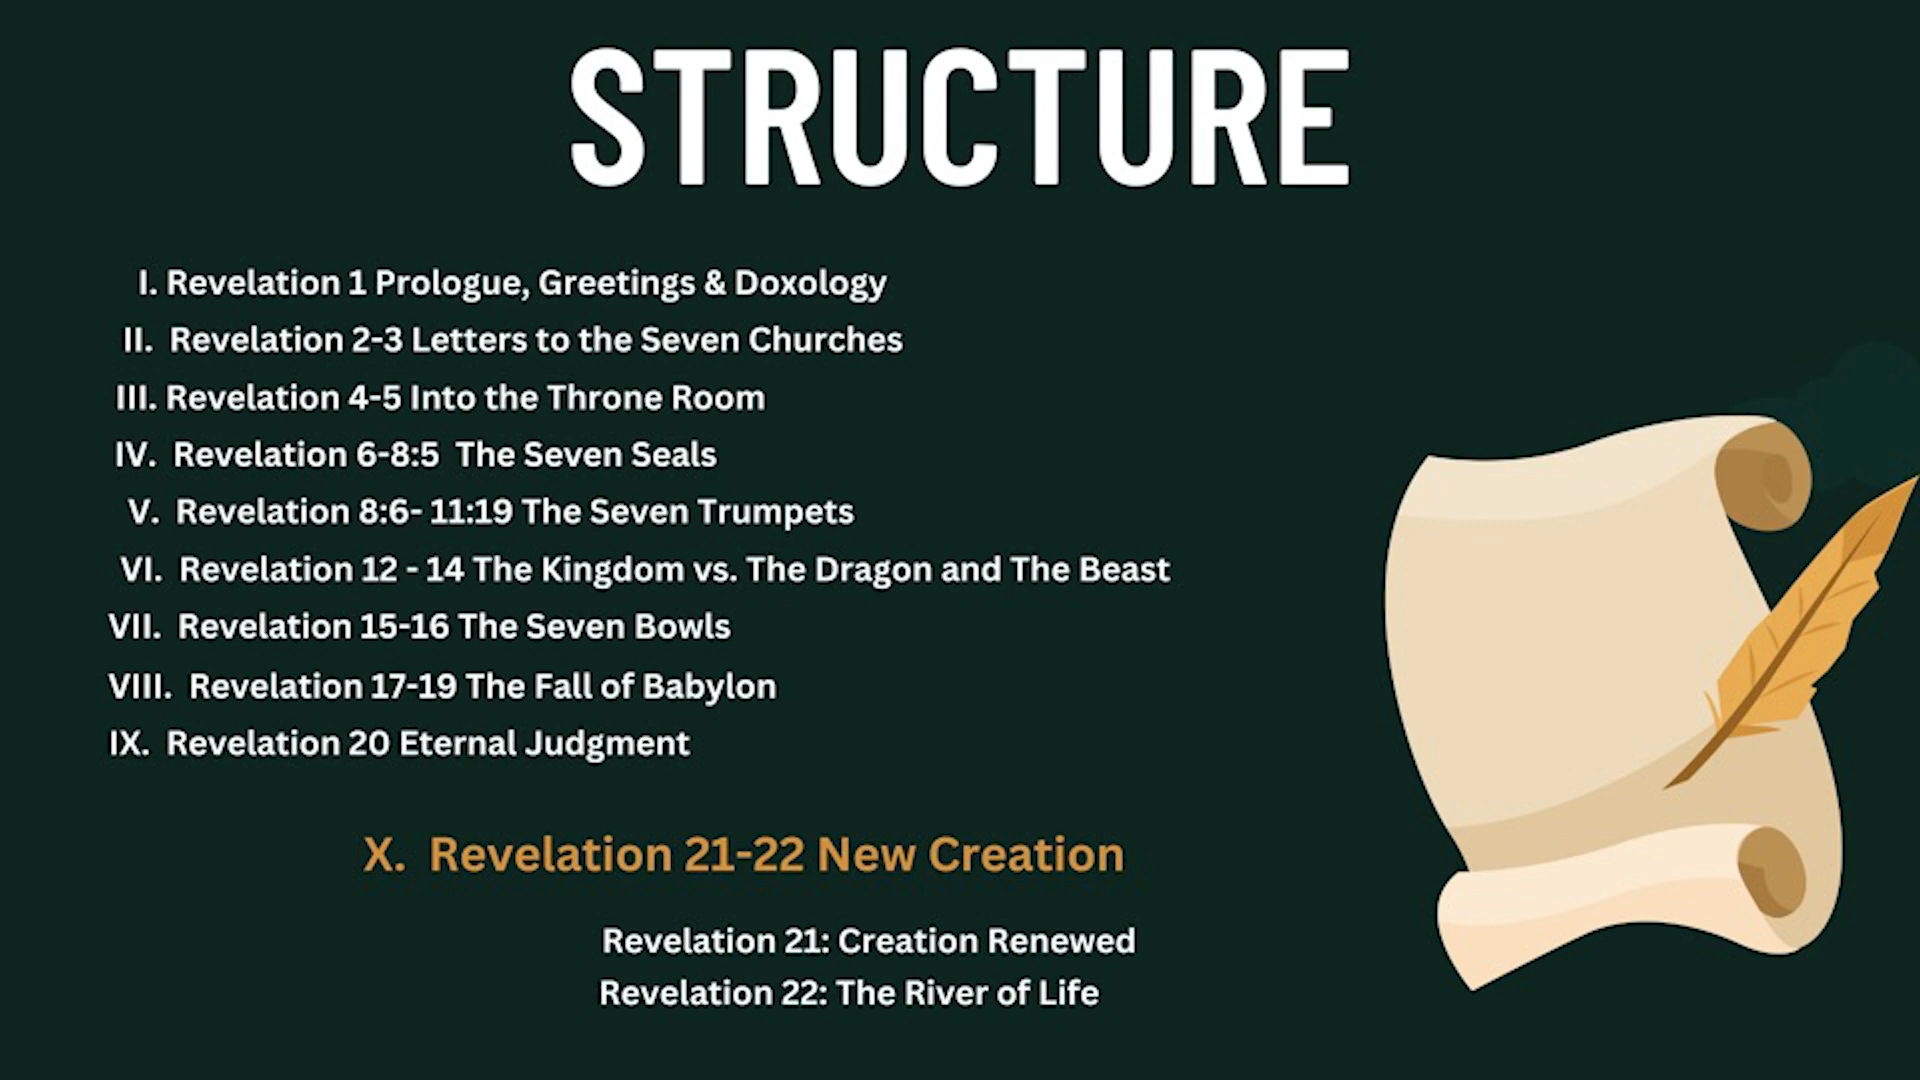 STRUCTURE
I. Revelation 1 Prologue, Greetings & Doxology
II. Revelation 2-3 Letters to the Seven Churches
III. Revelation 4-5 Into the Throne Room
IV. Revelation 6-8:5 The Seven Seals
V. Revelation 8:6- 11:19 The Seven Trumpets
VI. Revelation 12 - 14 The Kingdom vs. The Dragon and The Beast
VII. Revelation 15-16 The Seven Bowls
VIII. Revelation 17-19 The Fall of Babylon
IX. Revelation 20 Eternal Judgment
X. Revelation 21-22 New Creation
Revelation 21: Creation Renewed
Revelation 22: The River of Life